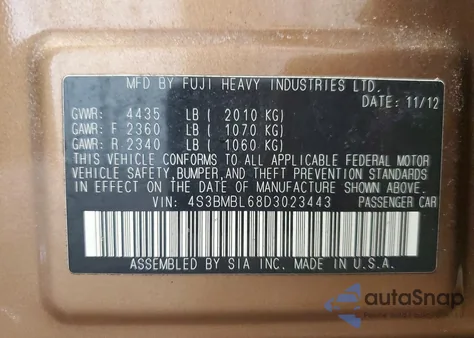 MFD BY FUJI HEAVY INDUSTRIES LTD.
DATE: 11/12
GVWR: 4435 LB ( 2010 KG)
GAWR: F 2360 LB ( 1070 KG)
GAWR: R 2340 LB ( 1060 KG)
THIS VEHICLE CONFORMS TO ALL APPLICABLE FEDERAL MOTOR
VEHICLE SAFETY, BUMPER, AND THEFT PREVENTION STANDARDS
IN EFFECT ON THE DATE OF MANUFACTURE SHOWN ABOVE.
VIN: 4S3BMBL68D3023443 PASSENGER CAR
ASSEMBLED BY SIA INC. MADE IN U.S.A.
autoSnap